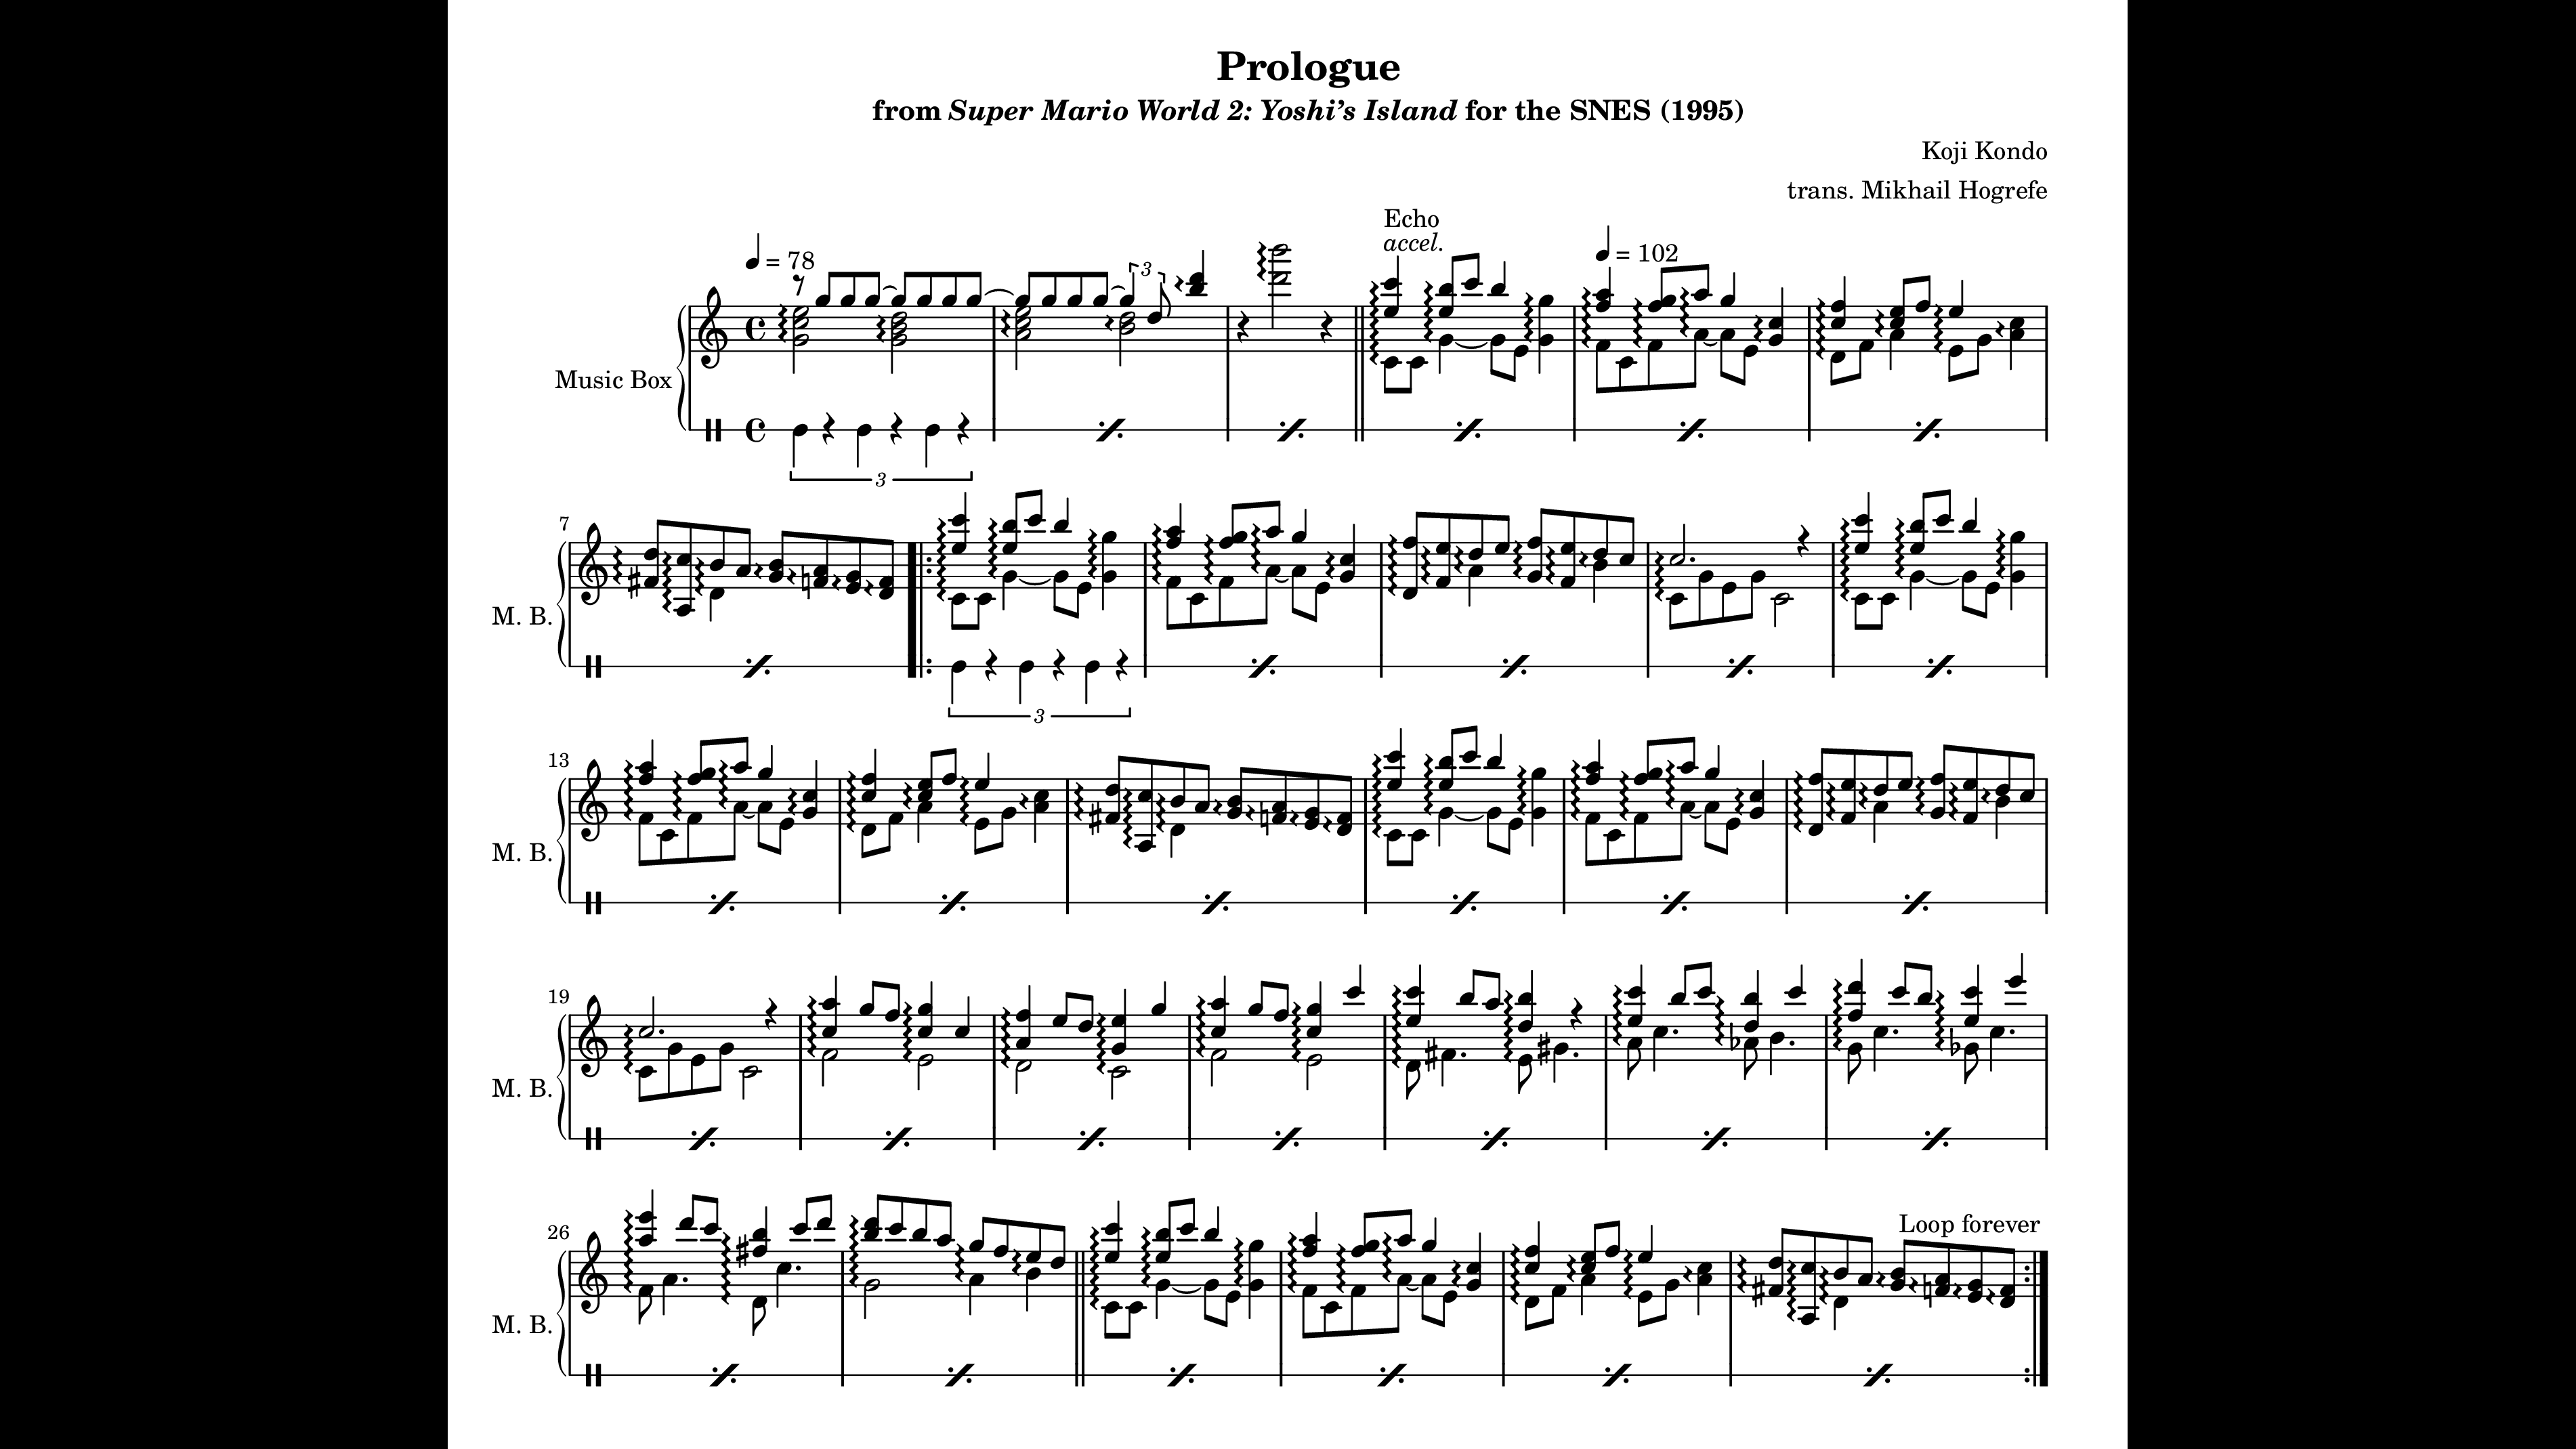 Prologue
from Super Mario World 2: Yoshi’s Island for the SNES (1995)
Koji Kondo
trans. Mikhail Hogrefe
Echo
accel.
= 78
= 102
3
Music Box
3
7
M. B.
3
13
M. B.
19
M. B.
26
Loop forever
M. B.